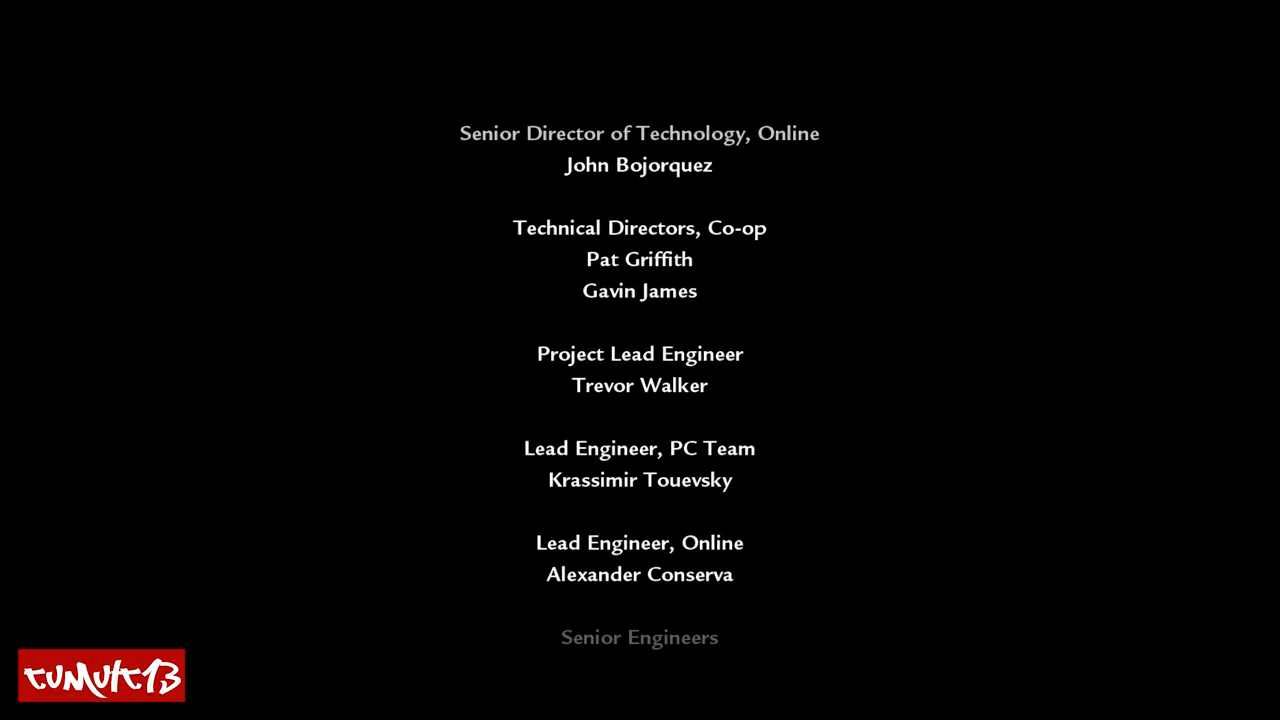 Senior Director of Technology, Online
John Bojorquez
Technical Directors, Co-op
Pat Griffith
Gavin James
Project Lead Engineer
Trevor Walker
Lead Engineer, PC Team
Krassimir Touevsky
Lead Engineer, Online
Alexander Conserva
Senior Engineers
tumult13